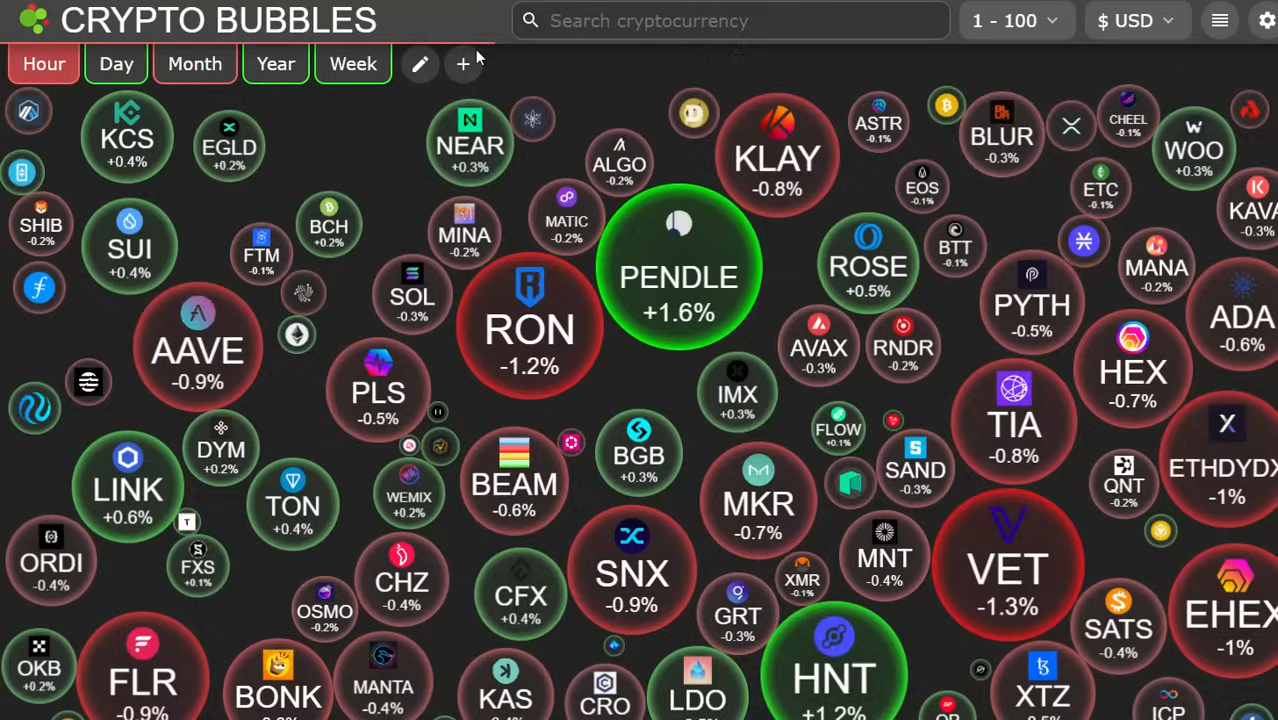 CRYPTO BUBBLES
Search cryptocurrency
1 - 100
$ USD
Hour
Day
Month
Year
Week
KCS
+0.4%
EGLD
+0.2%
NEAR
+0.3%
ALGO
-0.2%
KLAY
-0.8%
ASTR
-0.1%
BLUR
-0.3%
CHEEL
-0.1%
WOO
+0.3%
SHIB
-0.2%
SUI
+0.4%
FTM
-0.1%
BCH
+0.2%
MINA
-0.2%
MATIC
-0.2%
PENDLE
+1.6%
EOS
-0.1%
ETC
-0.1%
KAVA
-0.3%
ROSE
+0.5%
BTT
-0.1%
MANA
-0.2%
SOL
-0.3%
RON
-1.2%
PYTH
-0.5%
ADA
-0.6%
AAVE
-0.9%
AVAX
-0.3%
RNDR
-0.2%
HEX
-0.7%
PLS
-0.5%
IMX
+0.3%
FLOW
+0.1%
TIA
-0.8%
DYM
+0.2%
BGB
+0.3%
SAND
-0.3%
ETHDYDX
-1%
LINK
+0.6%
TON
+0.4%
WEMIX
+0.2%
BEAM
-0.6%
MKR
-0.7%
QNT
-0.2%
T
ORDI
-0.4%
FXS
+0.1%
CHZ
-0.4%
SNX
-0.9%
MNT
-0.4%
VET
-1.3%
XMR
-0.1%
OSMO
-0.2%
CFX
+0.4%
GRT
-0.3%
SATS
-0.4%
EHEX
-1%
OKB
+0.2%
FLR
-0.9%
BONK
MANTA
-0.4%
KAS
CRO
LDO
HNT
+1.2%
XTZ
ICP